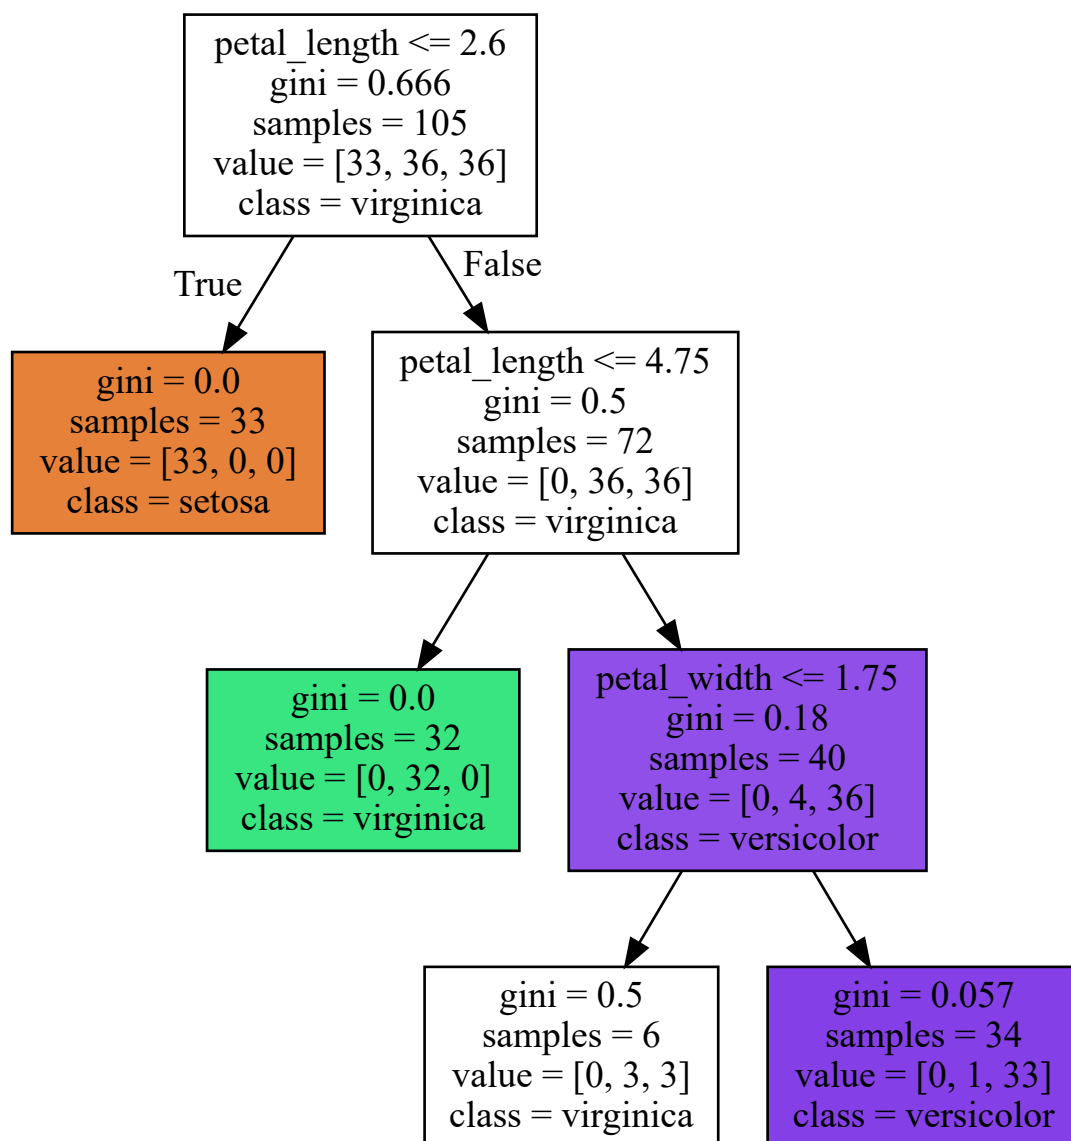 petal_length <= 2.6
gini = 0.666
samples = 105
value = [33, 36, 36]
class = virginica
True
False
gini = 0.0
samples = 33
value = [33, 0, 0]
class = setosa
petal_length <= 4.75
gini = 0.5
samples = 72
value = [0, 36, 36]
class = virginica
gini = 0.0
samples = 32
value = [0, 32, 0]
class = virginica
petal_width <= 1.75
gini = 0.18
samples = 40
value = [0, 4, 36]
class = versicolor
gini = 0.5
samples = 6
value = [0, 3, 3]
class = virginica
gini = 0.057
samples = 34
value = [0, 1, 33]
class = versicolor